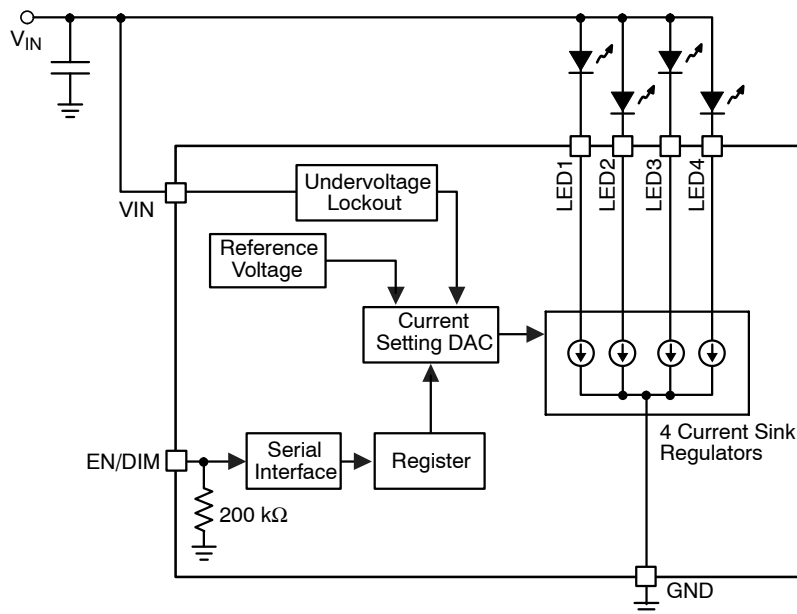 V_IN
LED1
LED2
LED3
LED4
VIN
Undervoltage
Lockout
Reference
Voltage
Current
Setting DAC
4 Current Sink
Regulators
EN/DIM
Serial
Interface
Register
200 kΩ
GND